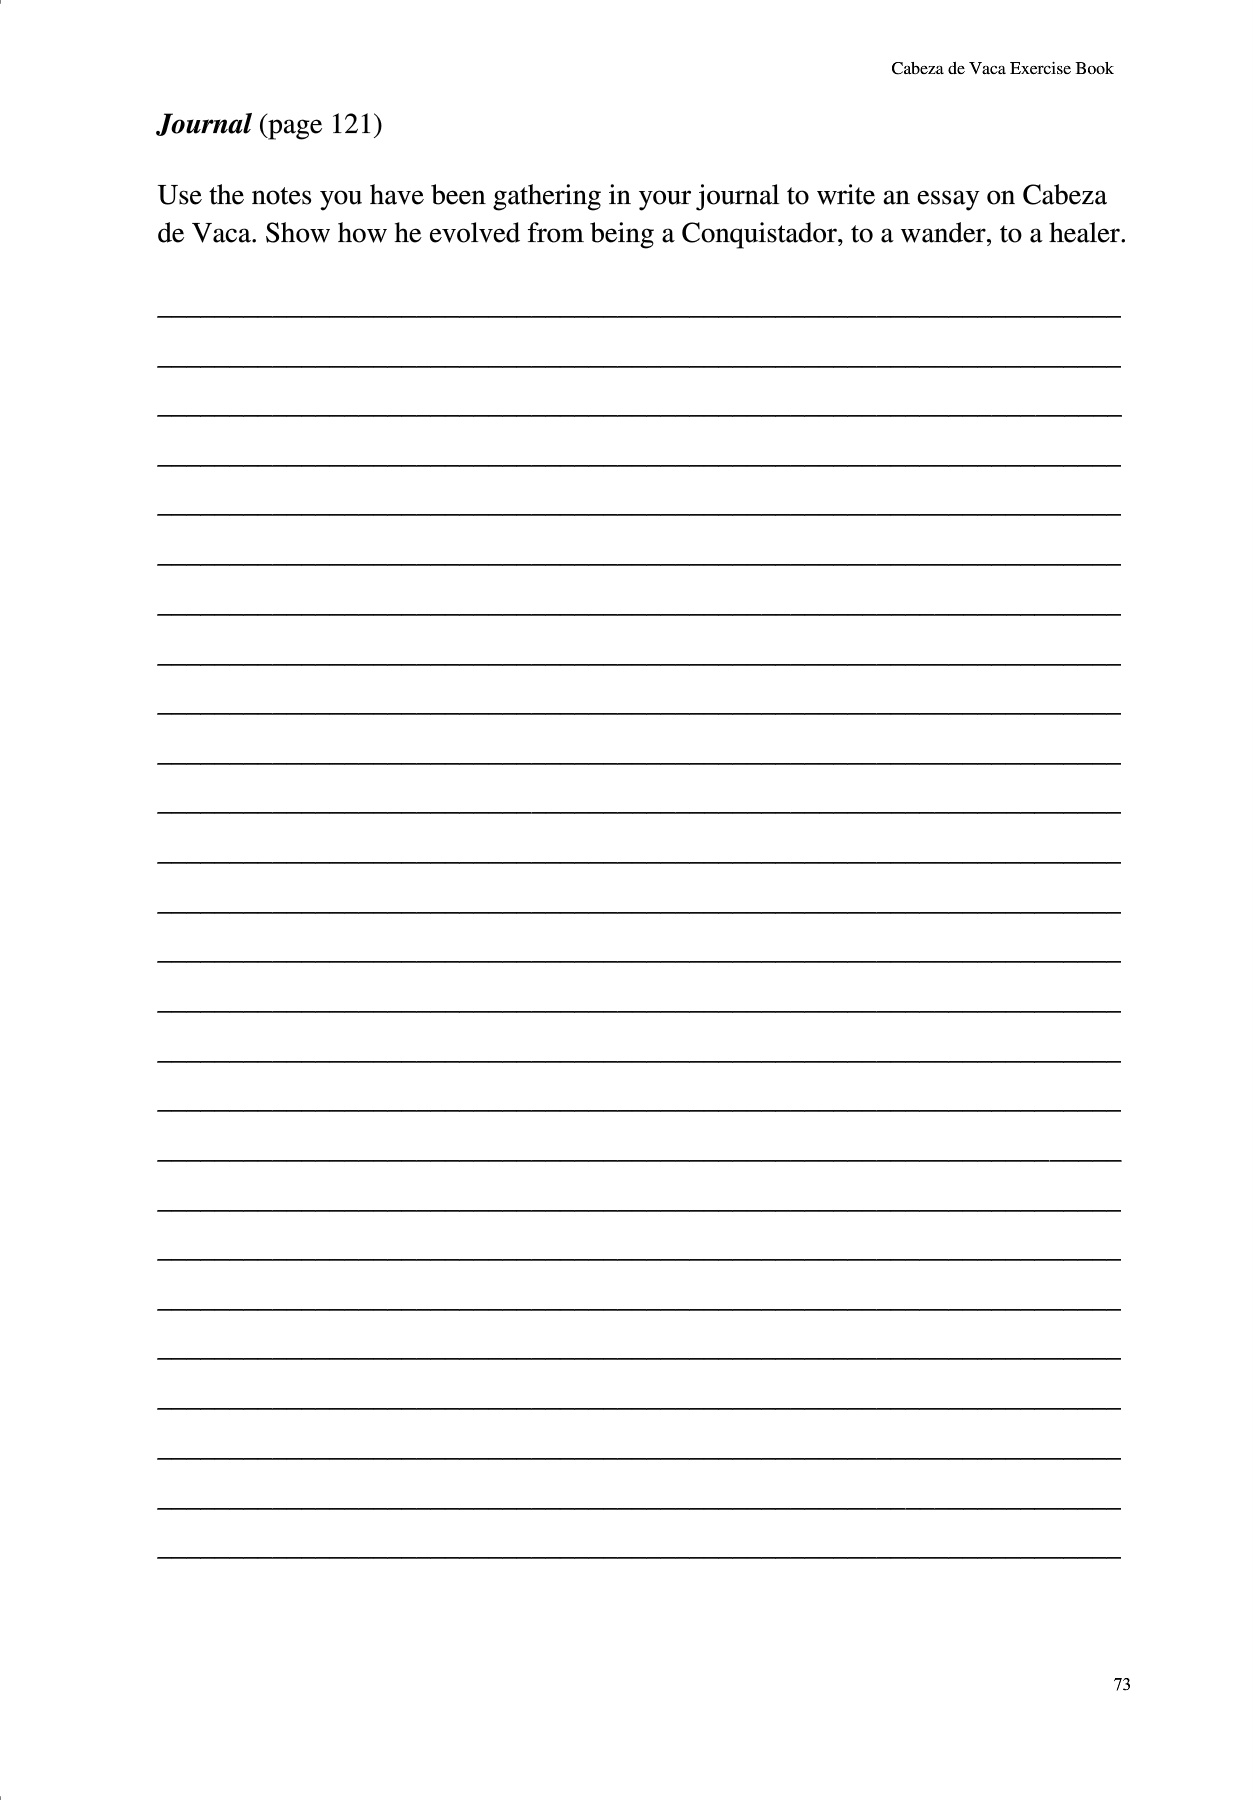 Cabeza de Vaca Exercise Book
Journal (page 121)
Use the notes you have been gathering in your journal to write an essay on Cabeza
de Vaca. Show how he evolved from being a Conquistador, to a wander, to a healer.
73